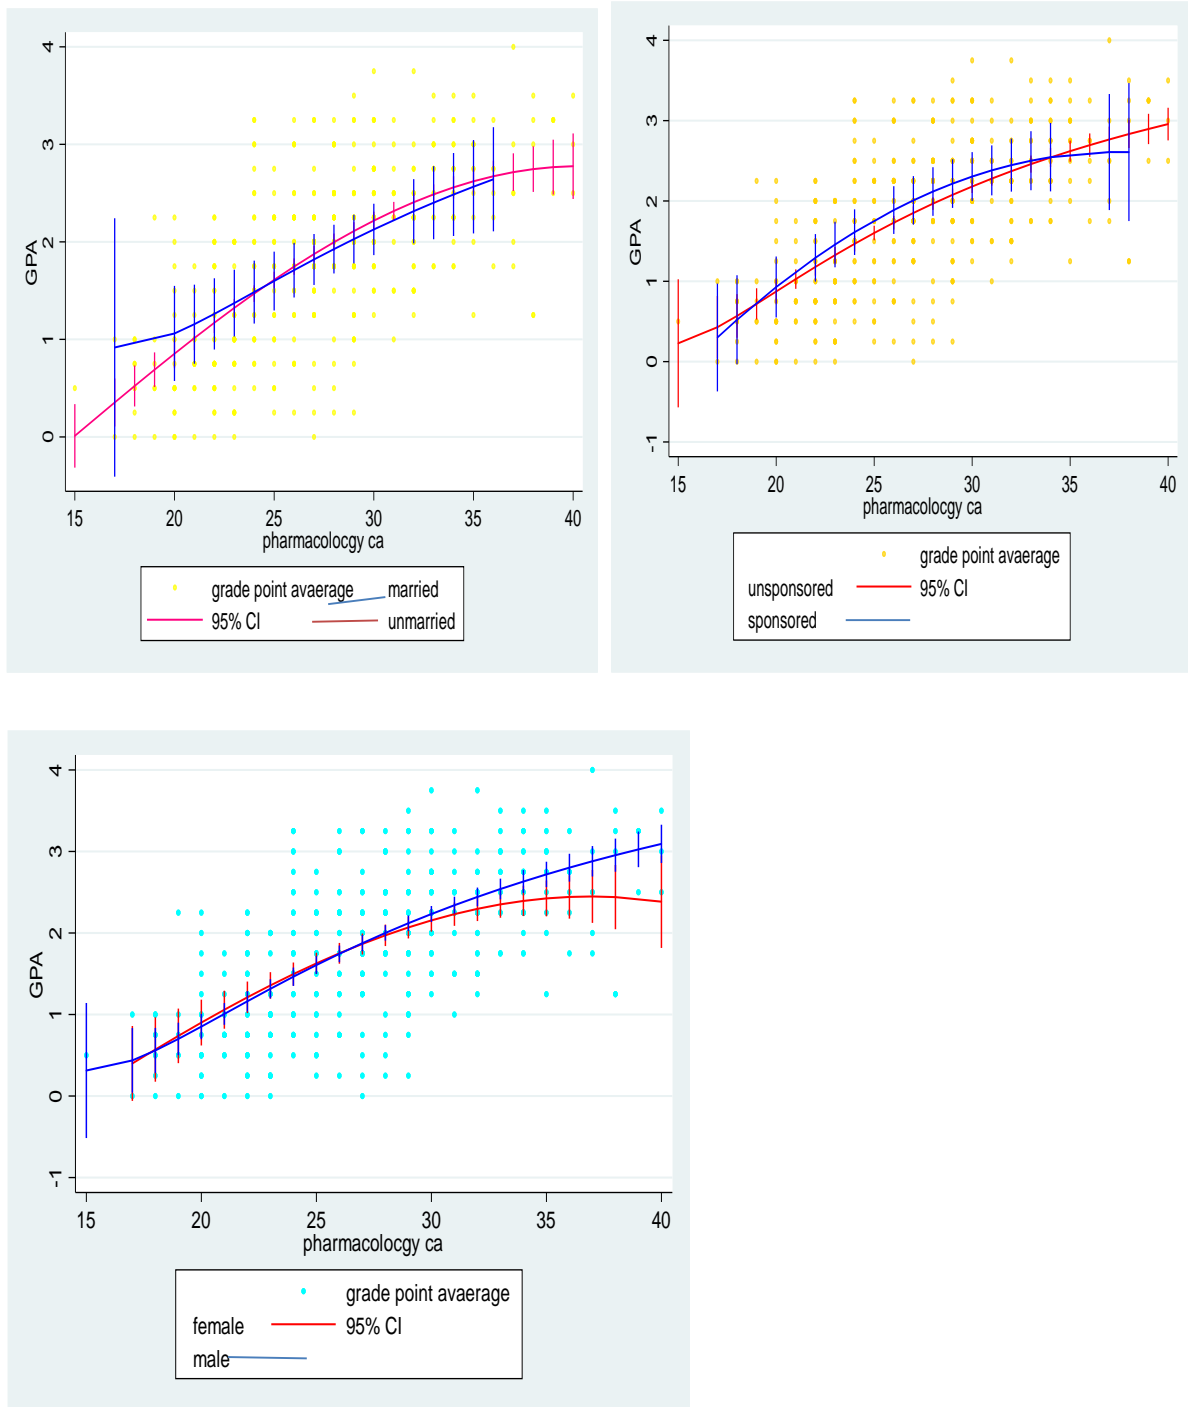 4
3
2
1
0
GPA
15 20 25 30 35 40
pharmacolocgy ca
grade point avaerage married
95% CI unmarried
4
3
2
1
0
-1
GPA
15 20 25 30 35 40
pharmacolocgy ca
grade point avaerage
unsponsored 95% CI
sponsored
4
3
2
1
0
-1
GPA
15 20 25 30 35 40
pharmacolocgy ca
grade point avaerage
female 95% CI
male